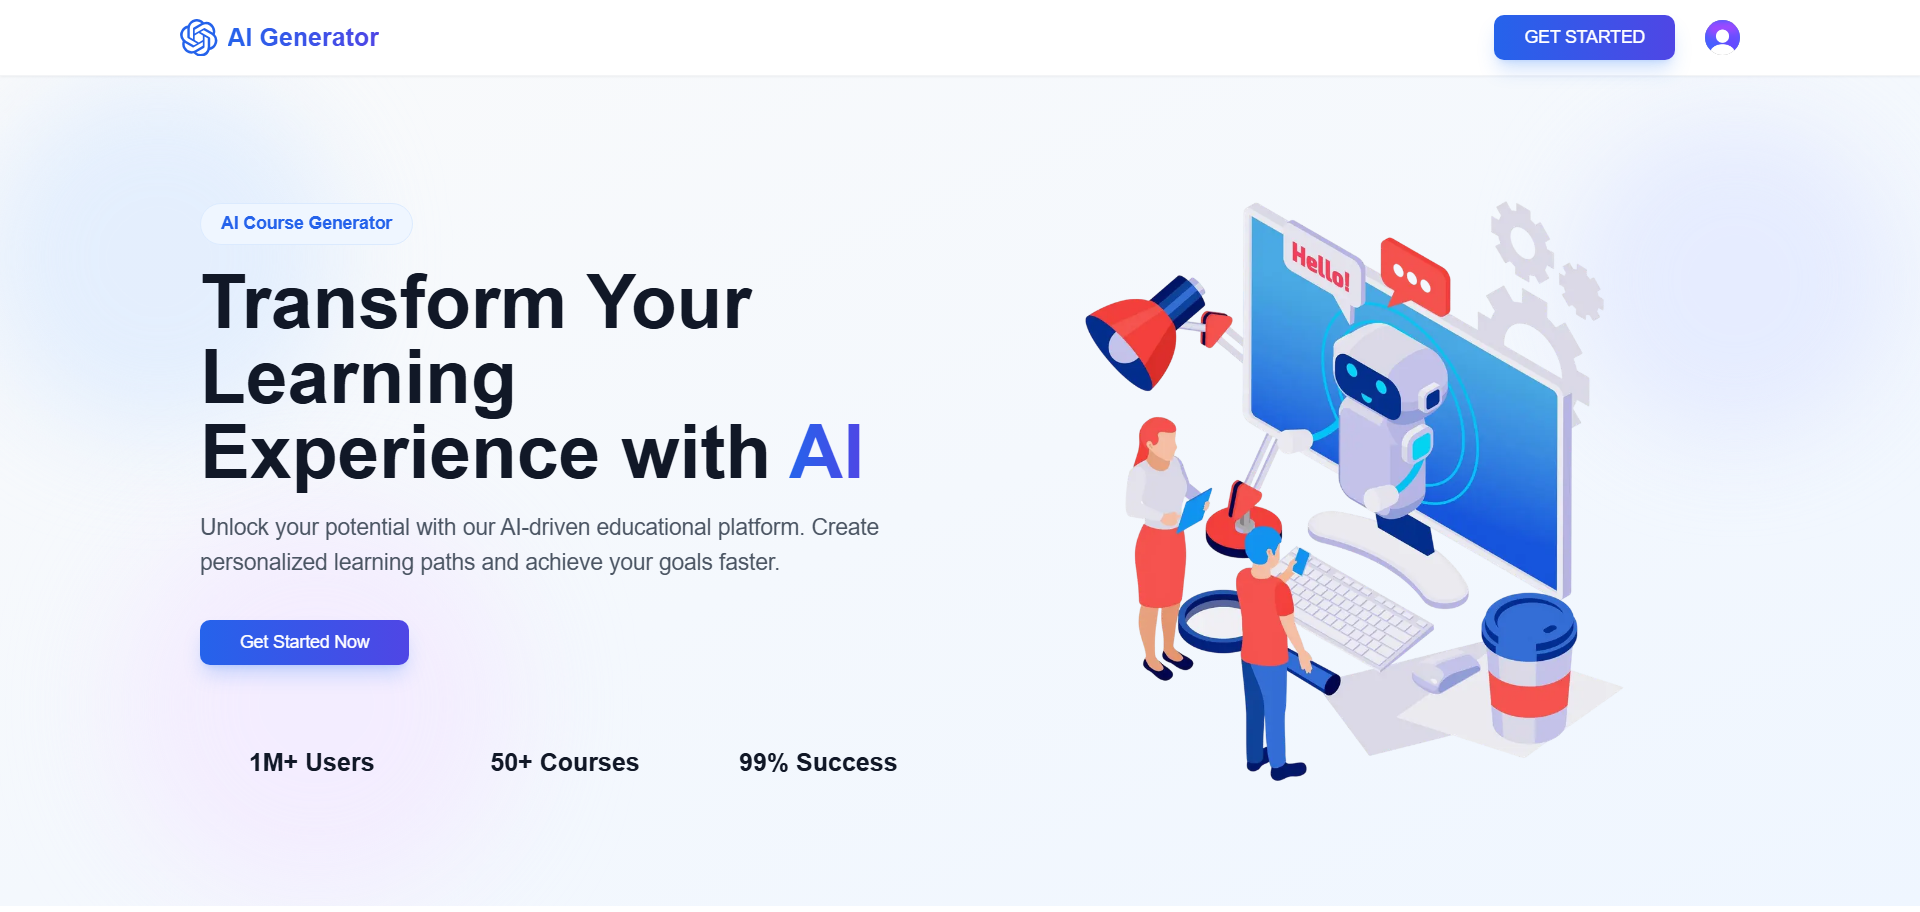 AI Generator
GET STARTED
AI Course Generator
Transform Your
Learning
Experience with AI
Unlock your potential with our AI-driven educational platform. Create
personalized learning paths and achieve your goals faster.
Get Started Now
1M+ Users
50+ Courses
99% Success
Hello!